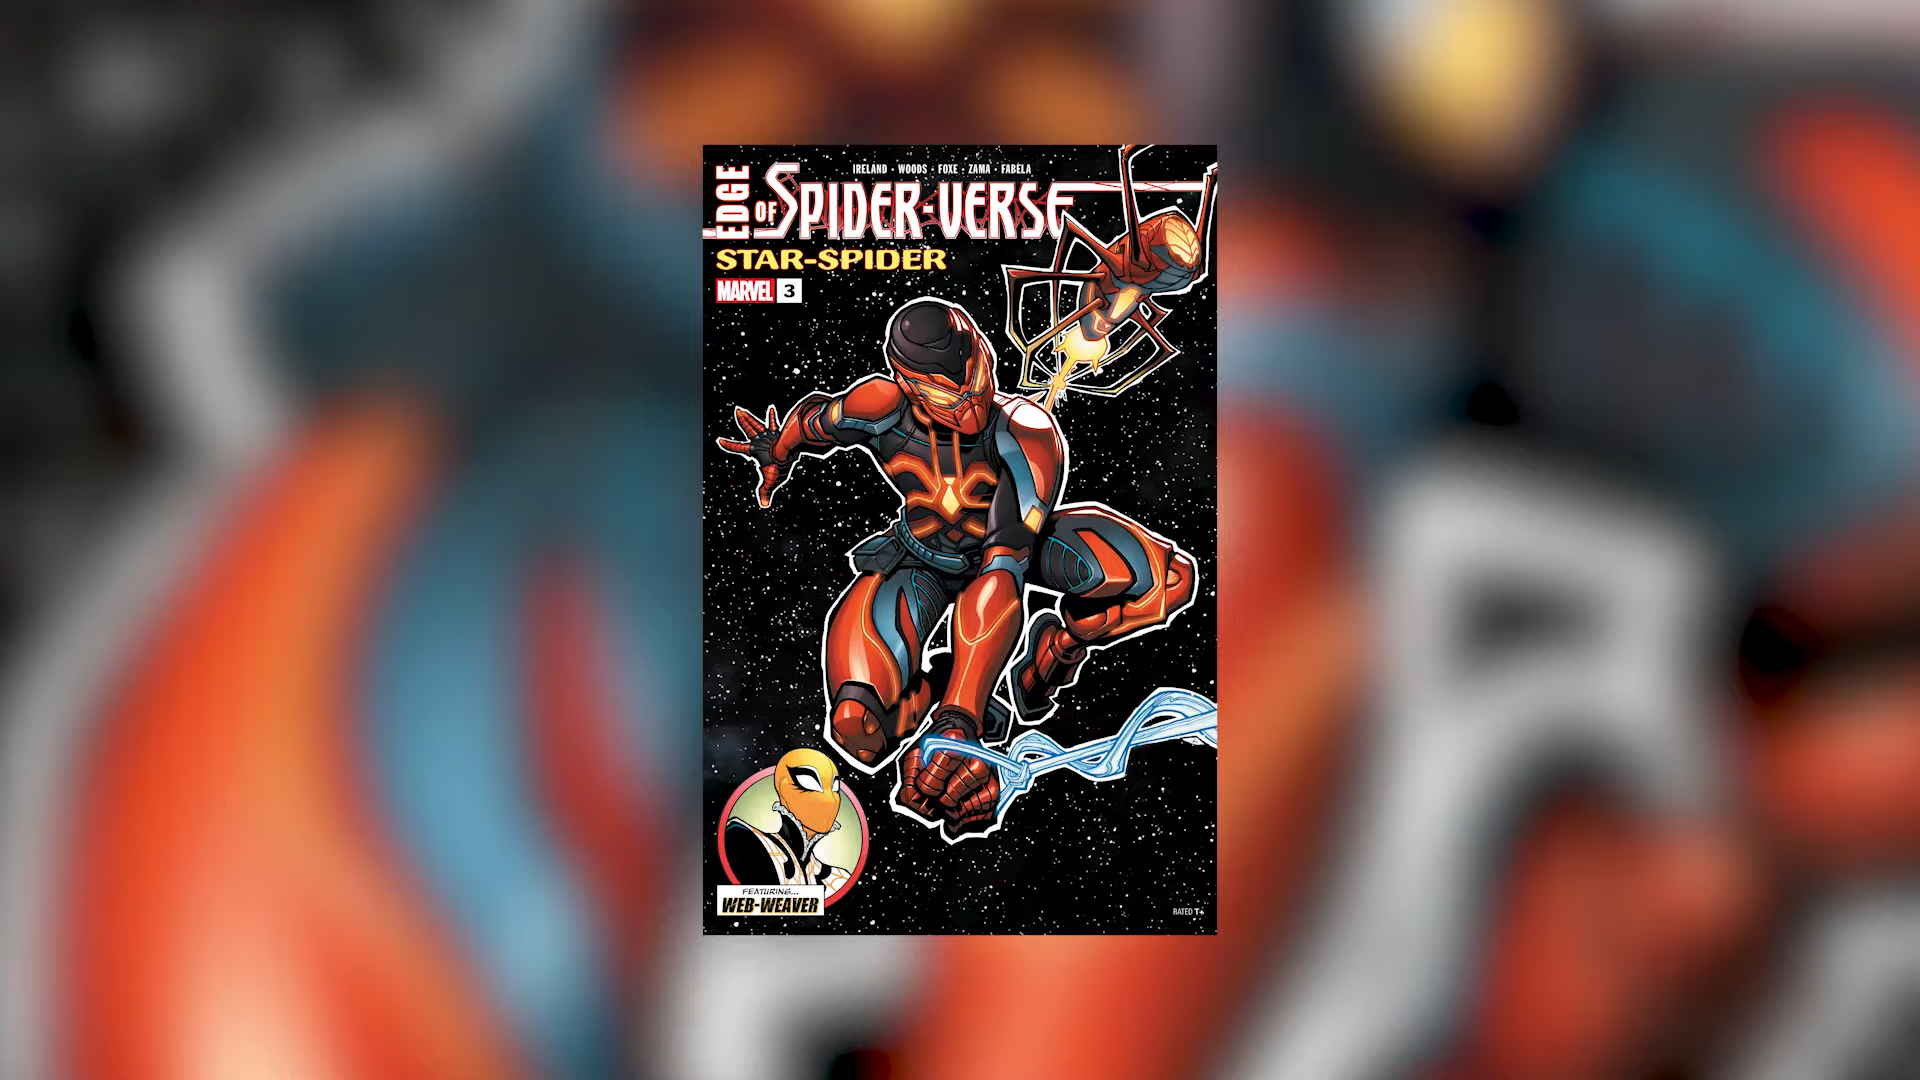 IRELAND · WOODS · FOXE · ZAMA · FABELA
EDGE
OF
SPIDER-VERSE
STAR-SPIDER
MARVEL 3
FEATURING...
WEB-WEAVER
RATED T+